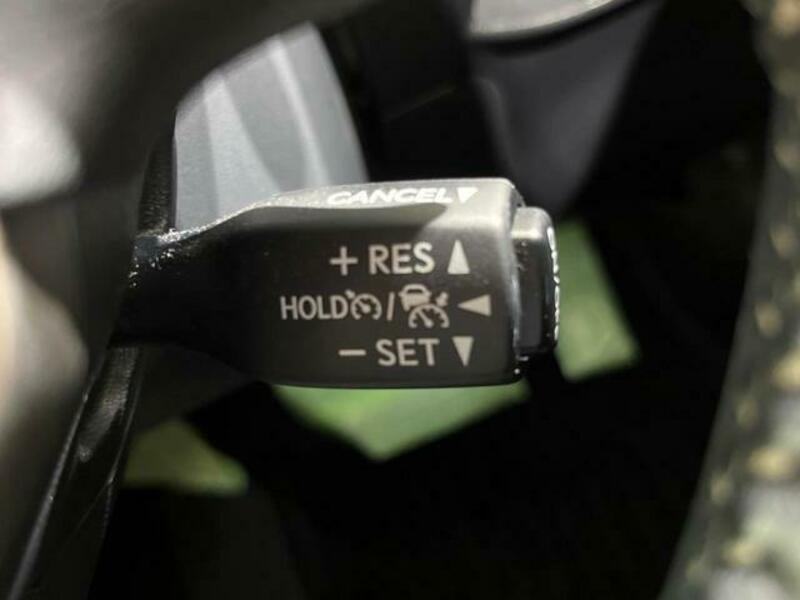 CANCEL▼
+ RES ▲
HOLD / ◀
− SET ▼